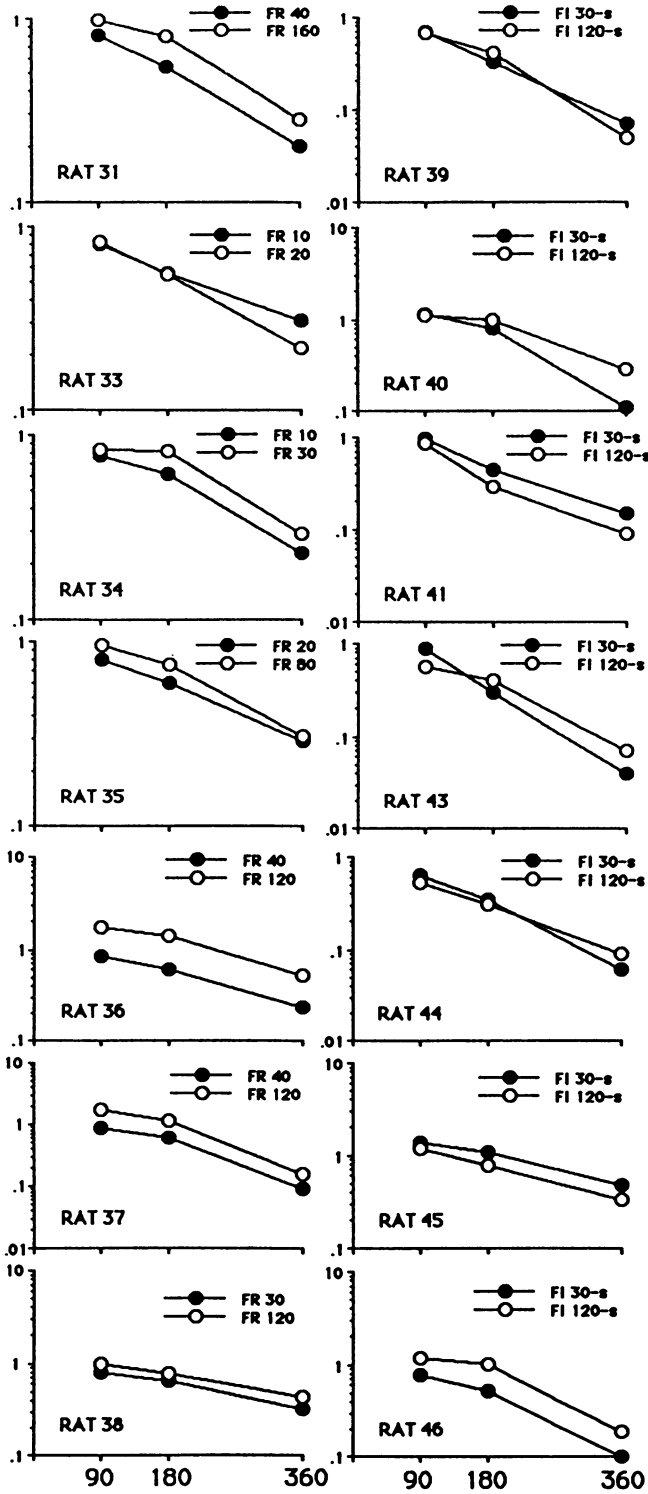 1
.1
FR 40
FR 160
RAT 31
1
.1
.01
FI 30-s
FI 120-s
RAT 39
1
.1
FR 10
FR 20
RAT 33
10
1
.1
FI 30-s
FI 120-s
RAT 40
1
.1
FR 10
FR 30
RAT 34
1
.1
.01
FI 30-s
FI 120-s
RAT 41
1
.1
FR 20
FR 80
RAT 35
1
.1
.01
FI 30-s
FI 120-s
RAT 43
10
1
.1
FR 40
FR 120
RAT 36
1
.1
.01
FI 30-s
FI 120-s
RAT 44
10
1
.1
.01
FR 40
FR 120
RAT 37
10
1
.1
FI 30-s
FI 120-s
RAT 45
10
1
.1
FR 30
FR 120
RAT 38
90 180 360
10
1
.1
FI 30-s
FI 120-s
RAT 46
90 180 360